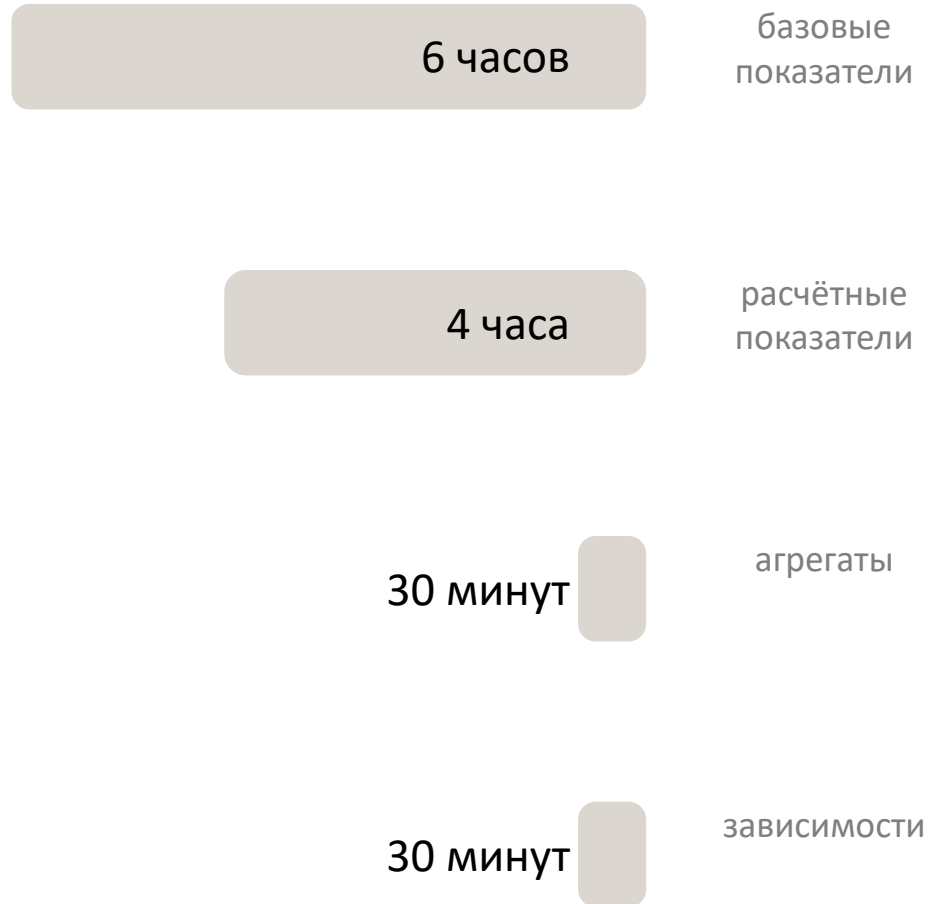 6 часов
базовые
показатели
4 часа
расчётные
показатели
30 минут
агрегаты
30 минут
зависимости